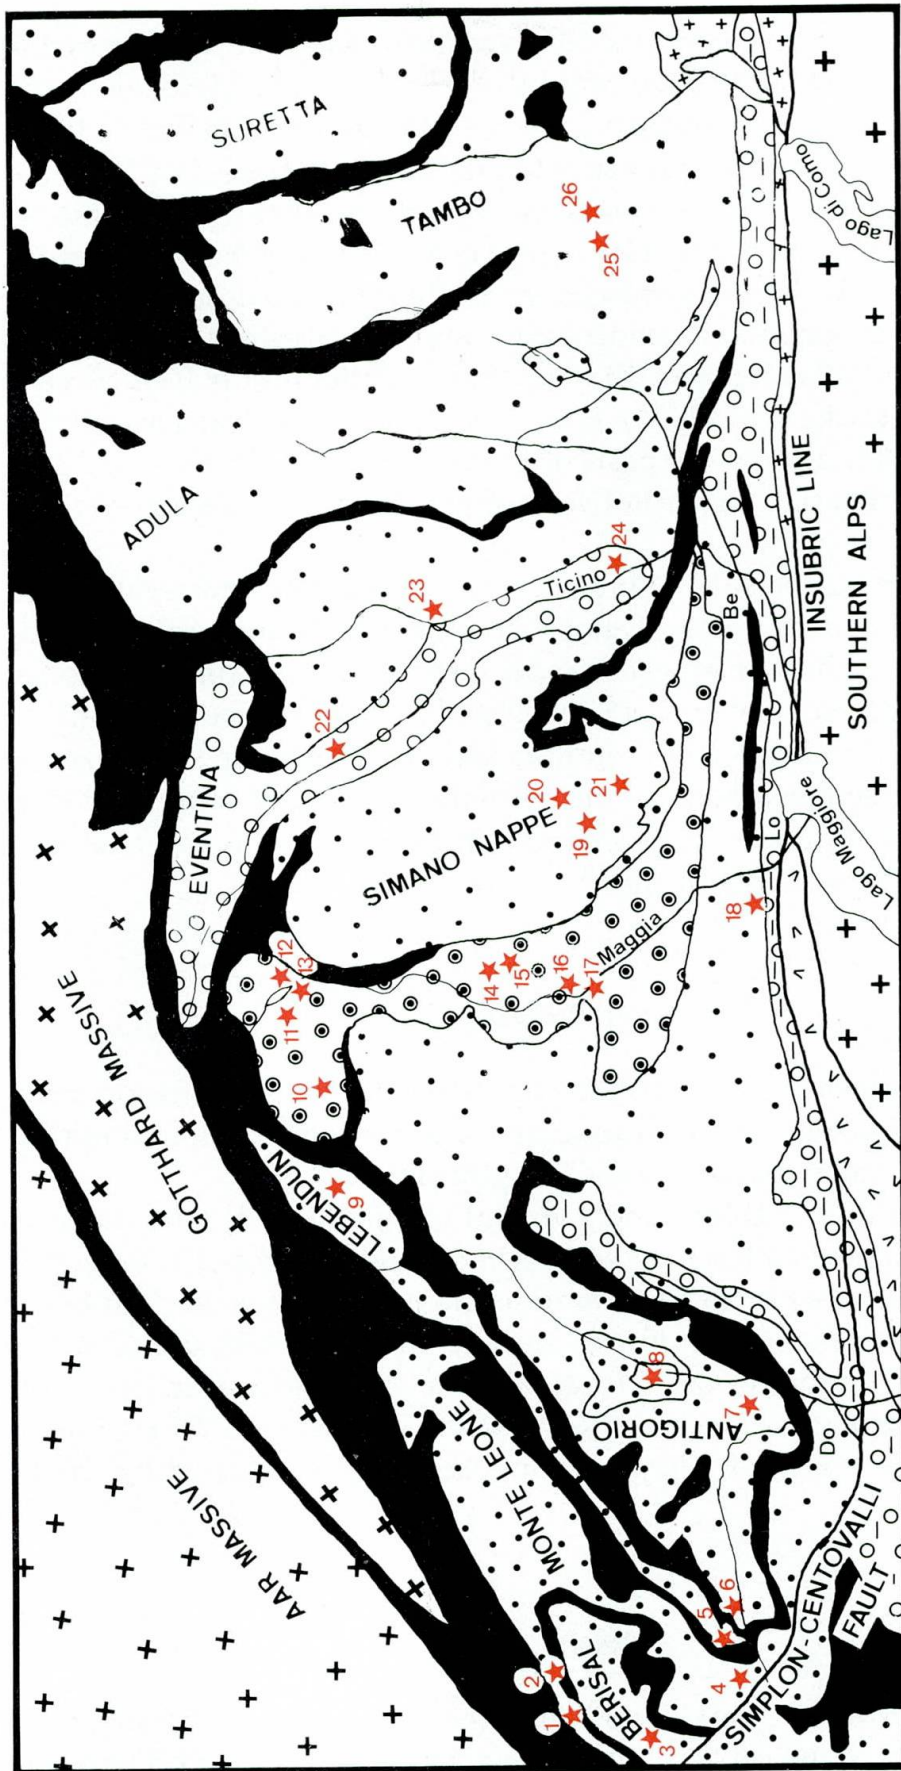 AAR MASSIVE
GOTTHARD MASSIVE
EVENTINA
ADULA
SURETTA
TAMBO
LEBENDUN
MONTE LEONE
BERISAL
ANTIGORIO
SIMANO NAPPE
Maggia
Ticino
SIMPLON-CENTOVALLI
FAULT
INSUBRIC LINE
SOUTHERN ALPS
Lago Maggiore
Lago di Como
Do
Lo
Be
1
2
3
4
5
6
7
8
9
10
11
12
13
14
15
16
17
18
19
20
21
22
23
24
25
26